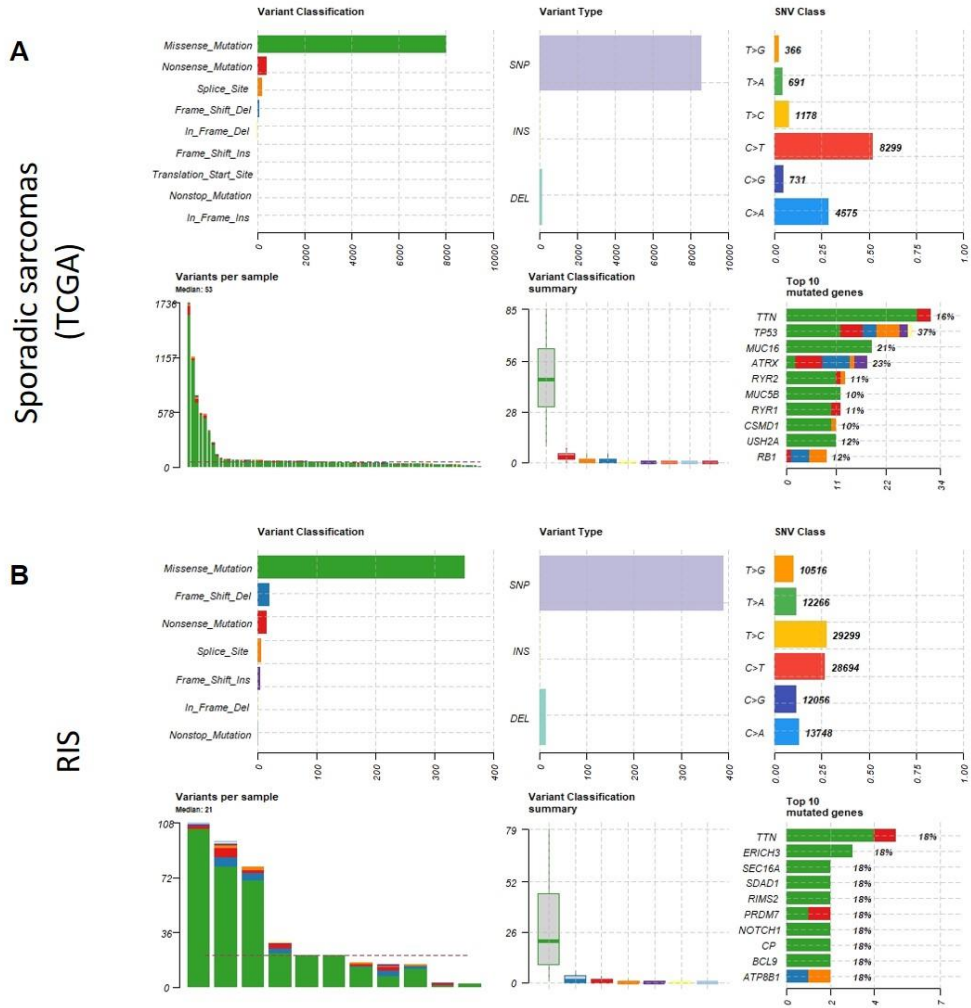 A
Sporadic sarcomas
(TCGA)
Variant Classification
Missense_Mutation
Nonsense_Mutation
Splice_Site
Frame_Shift_Del
In_Frame_Del
Frame_Shift_Ins
Translation_Start_Site
Nonstop_Mutation
In_Frame_Ins
0
2000
4000
6000
8000
10000
Variant Type
SNP
INS
DEL
0
2000
4000
6000
8000
10000
SNV Class
T>G 366
T>A 691
T>C 1178
C>T 8299
C>G 731
C>A 4575
0.00
0.25
0.50
0.75
1.00
Variants per sample
Median: 53
1736
1157
578
0
Variant Classification
summary
85
56
28
0
Top 10
mutated genes
TTN 16%
TP53 37%
MUC16 21%
ATRX 23%
RYR2 11%
MUC5B 10%
RYR1 11%
CSMD1 10%
USH2A 12%
RB1 12%
0
11
22
34
B
RIS
Variant Classification
Missense_Mutation
Frame_Shift_Del
Nonsense_Mutation
Splice_Site
Frame_Shift_Ins
In_Frame_Del
Nonstop_Mutation
0
100
200
300
400
Variant Type
SNP
INS
DEL
0
100
200
300
400
SNV Class
T>G 10516
T>A 12266
T>C 29299
C>T 28694
C>G 12056
C>A 13748
0.00
0.25
0.50
0.75
1.00
Variants per sample
Median: 21
108
72
36
0
Variant Classification
summary
79
52
26
0
Top 10
mutated genes
TTN 18%
ERICH3 18%
SEC16A 18%
SDAD1 18%
RIMS2 18%
PRDM7 18%
NOTCH1 18%
CP 18%
BCL9 18%
ATP8B1 18%
0
2
4
7